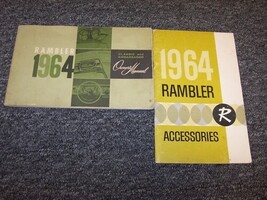 RAMBLER
1964
Owner's Manual
1964
RAMBLER
R
ACCESSORIES